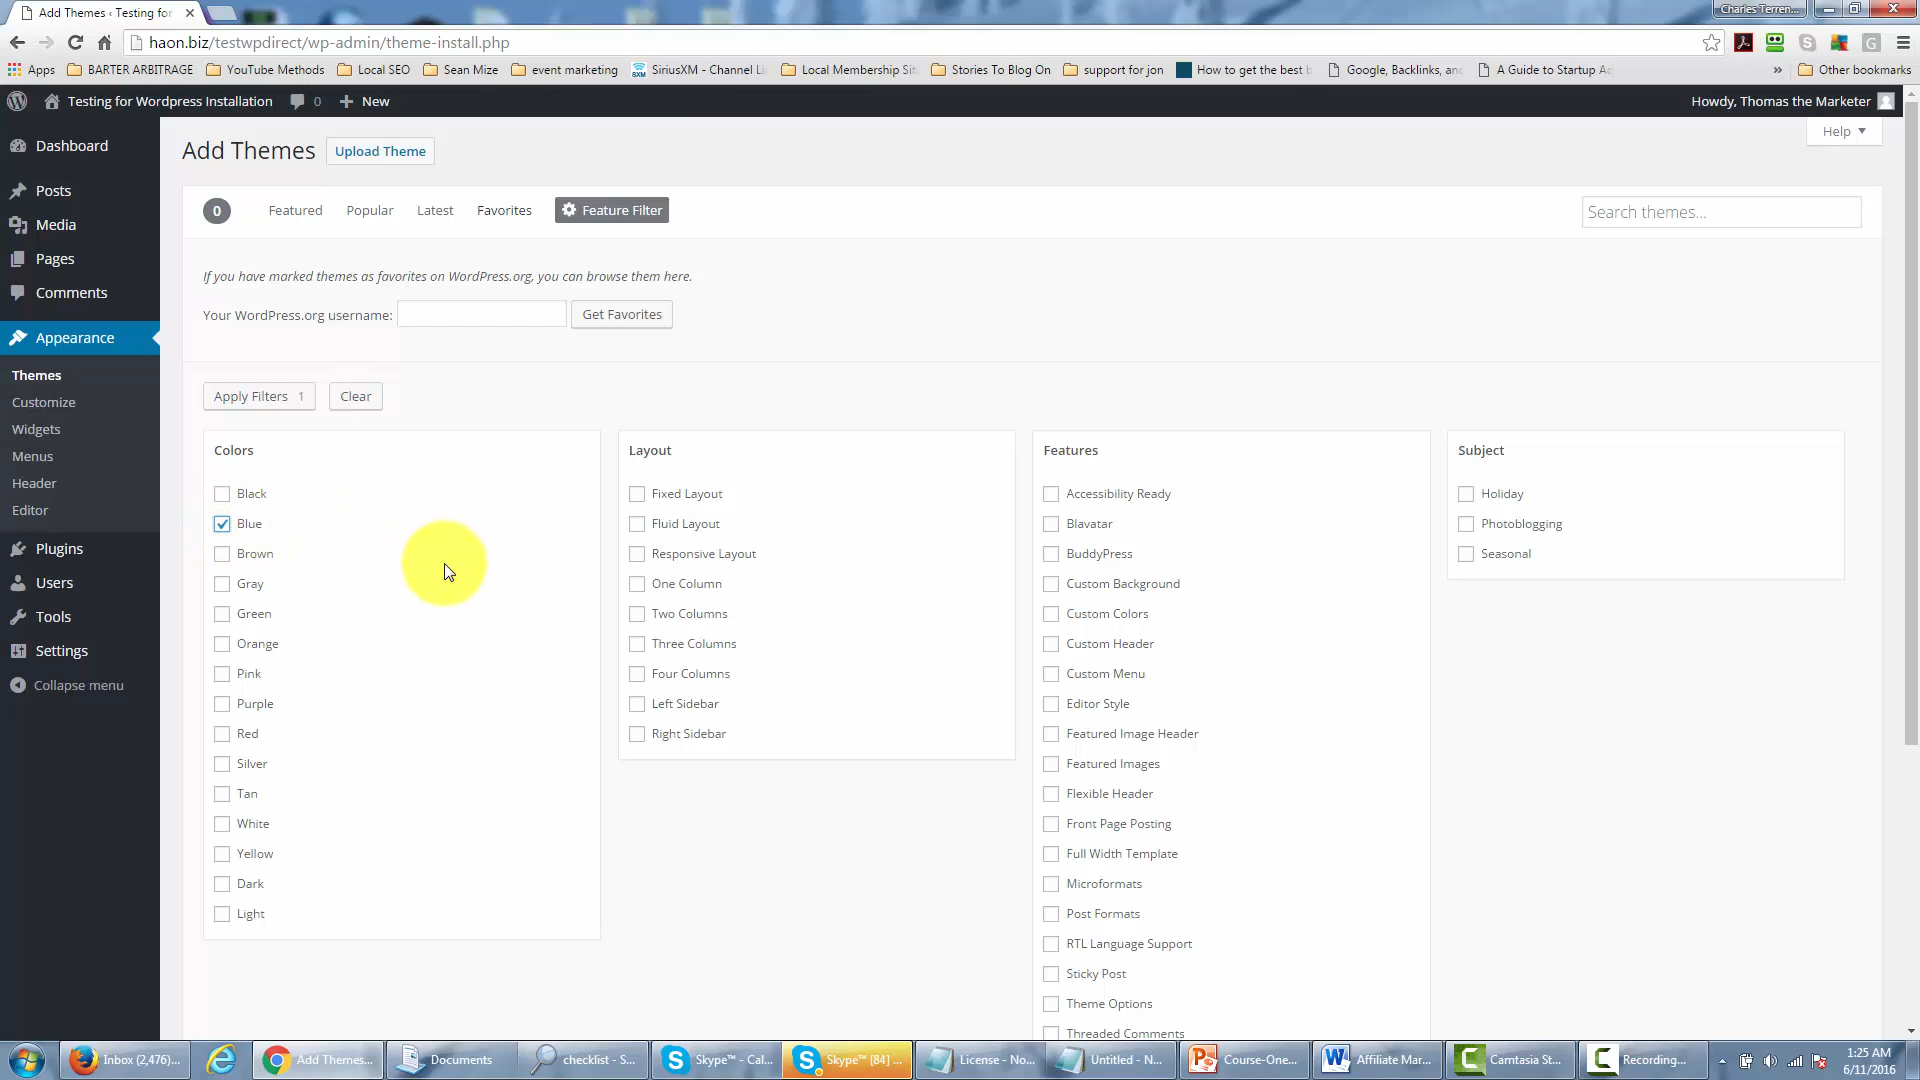 Add Themes ‹ Testing for
Charles Terren...
haon.biz/testwpdirect/wp-admin/theme-install.php
Apps BARTER ARBITRAGE YouTube Methods Local SEO Sean Mize event marketing SiriusXM - Channel Li Local Membership Sit Stories To Blog On support for jon How to get the best b Google, Backlinks, and A Guide to Startup Ad » Other bookmarks
Testing for Wordpress Installation 0 New
Howdy, Thomas the Marketer
Help
Dashboard
Posts
Media
Pages
Comments
Appearance
Themes
Customize
Widgets
Menus
Header
Editor
Plugins
Users
Tools
Settings
Collapse menu
Add Themes Upload Theme
0 Featured Popular Latest Favorites Feature Filter
Search themes...
If you have marked themes as favorites on WordPress.org, you can browse them here.
Your WordPress.org username: Get Favorites
Apply Filters 1 Clear
Colors
Black
Blue
Brown
Gray
Green
Orange
Pink
Purple
Red
Silver
Tan
White
Yellow
Dark
Light
Layout
Fixed Layout
Fluid Layout
Responsive Layout
One Column
Two Columns
Three Columns
Four Columns
Left Sidebar
Right Sidebar
Features
Accessibility Ready
Blavatar
BuddyPress
Custom Background
Custom Colors
Custom Header
Custom Menu
Editor Style
Featured Image Header
Featured Images
Flexible Header
Front Page Posting
Full Width Template
Microformats
Post Formats
RTL Language Support
Sticky Post
Theme Options
Threaded Comments
Subject
Holiday
Photoblogging
Seasonal
Inbox (2,476)... Add Themes... Documents checklist - S... Skype™ - Cal... Skype™ [84] ... License - No... Untitled - N... Course-One... Affiliate Mar... Camtasia St... Recording...
1:25 AM
6/11/2016